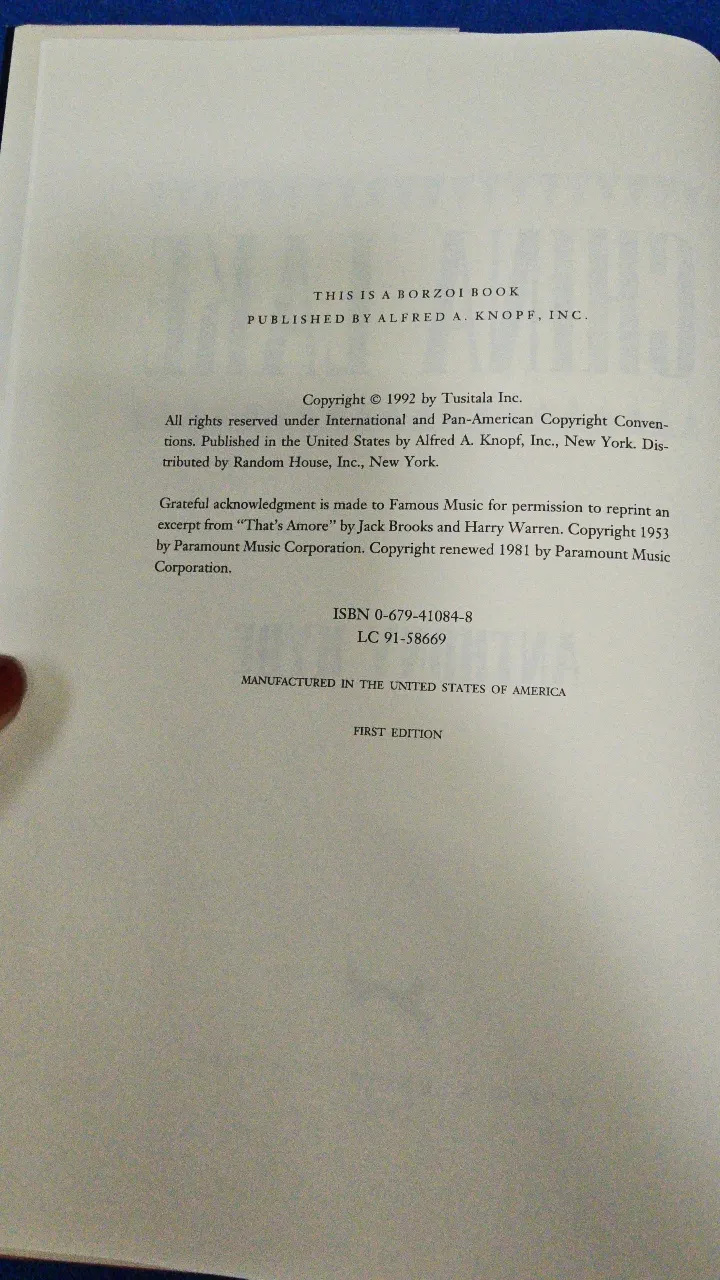 THIS IS A BORZOI BOOK
PUBLISHED BY ALFRED A. KNOPF, INC.
Copyright © 1992 by Tusitala Inc.
All rights reserved under International and Pan-American Copyright Conven-
tions. Published in the United States by Alfred A. Knopf, Inc., New York. Dis-
tributed by Random House, Inc., New York.
Grateful acknowledgment is made to Famous Music for permission to reprint an
excerpt from "That's Amore" by Jack Brooks and Harry Warren. Copyright 1953
by Paramount Music Corporation. Copyright renewed 1981 by Paramount Music
Corporation.
ISBN 0-679-41084-8
LC 91-58669
MANUFACTURED IN THE UNITED STATES OF AMERICA
FIRST EDITION